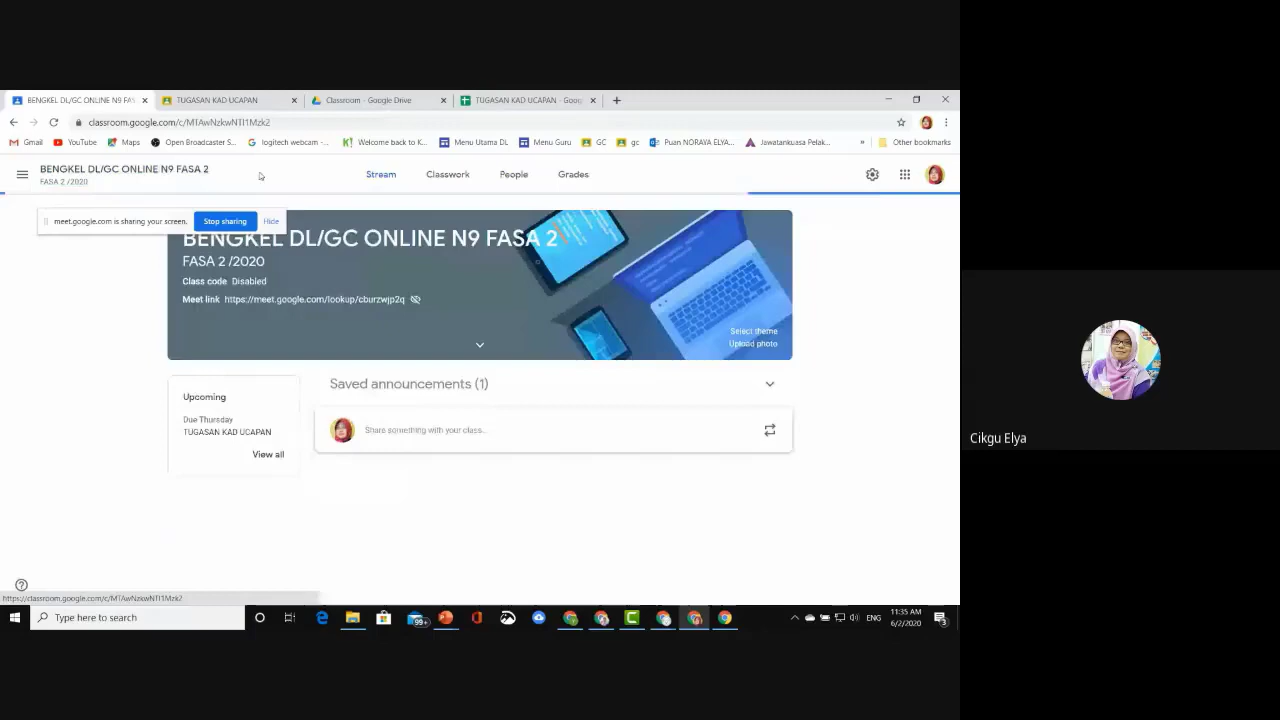 BENGKEL DL/GC ONLINE N9 FAS
TUGASAN KAD UCAPAN
Classroom - Google Drive
TUGASAN KAD UCAPAN - Goog
classroom.google.com/c/MTAwNzkwNTI1Mzk2
Gmail
YouTube
Maps
Open Broadcaster S...
logitech webcam -...
Welcome back to K...
Menu Utama DL
Menu Guru
GC
gc
Puan NORAYA ELYA...
Jawatankuasa Pelak...
»
Other bookmarks
BENGKEL DL/GC ONLINE N9 FASA 2
FASA 2 /2020
Stream
Classwork
People
Grades
meet.google.com is sharing your screen.
Stop sharing
Hide
BENGKEL DL/GC ONLINE N9 FASA 2
FASA 2 /2020
Class code Disabled
Meet link https://meet.google.com/lookup/cburzwjp2q
Select theme
Upload photo
Upcoming
Due Thursday
TUGASAN KAD UCAPAN
View all
Saved announcements (1)
Share something with your class...
Cikgu Elya
https://classroom.google.com/c/MTAwNzkwNTI1Mzk2
Type here to search
99+
ENG
11:35 AM
6/2/2020
3